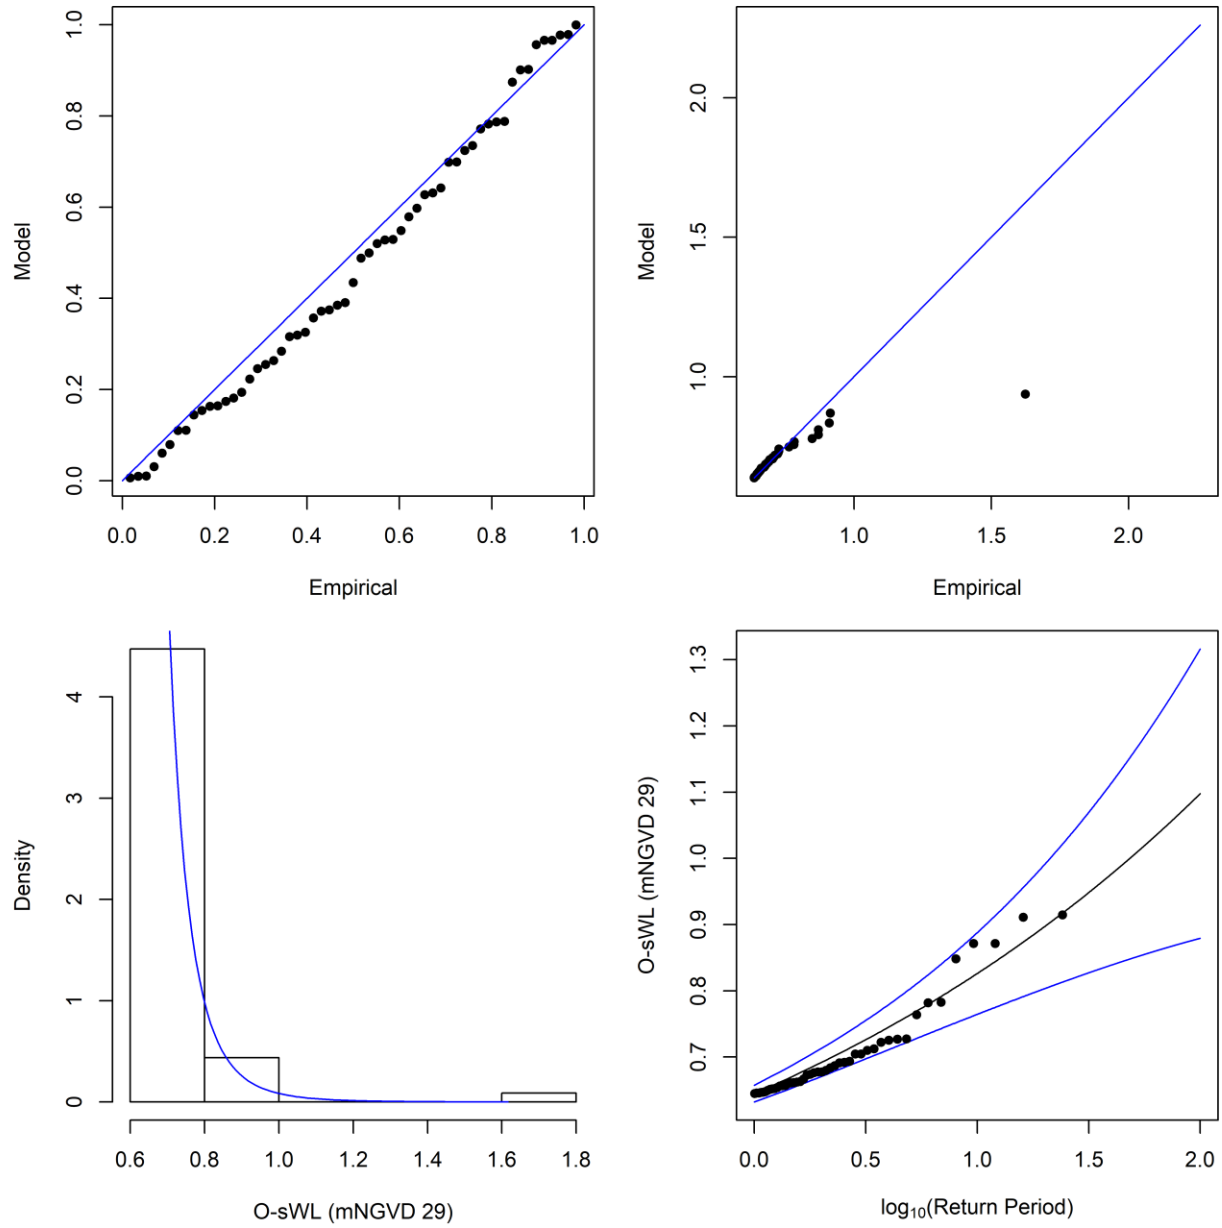 1.0
0.8
0.6
0.4
0.2
0.0
Model
0.0 0.2 0.4 0.6 0.8 1.0
Empirical
2.0
1.5
1.0
Model
1.0 1.5 2.0
Empirical
4
3
2
1
0
Density
0.6 0.8 1.0 1.2 1.4 1.6 1.8
O-sWL (mNGVD 29)
1.3
1.2
1.1
1.0
0.9
0.8
0.7
O-sWL (mNGVD 29)
0.0 0.5 1.0 1.5 2.0
log₁₀(Return Period)